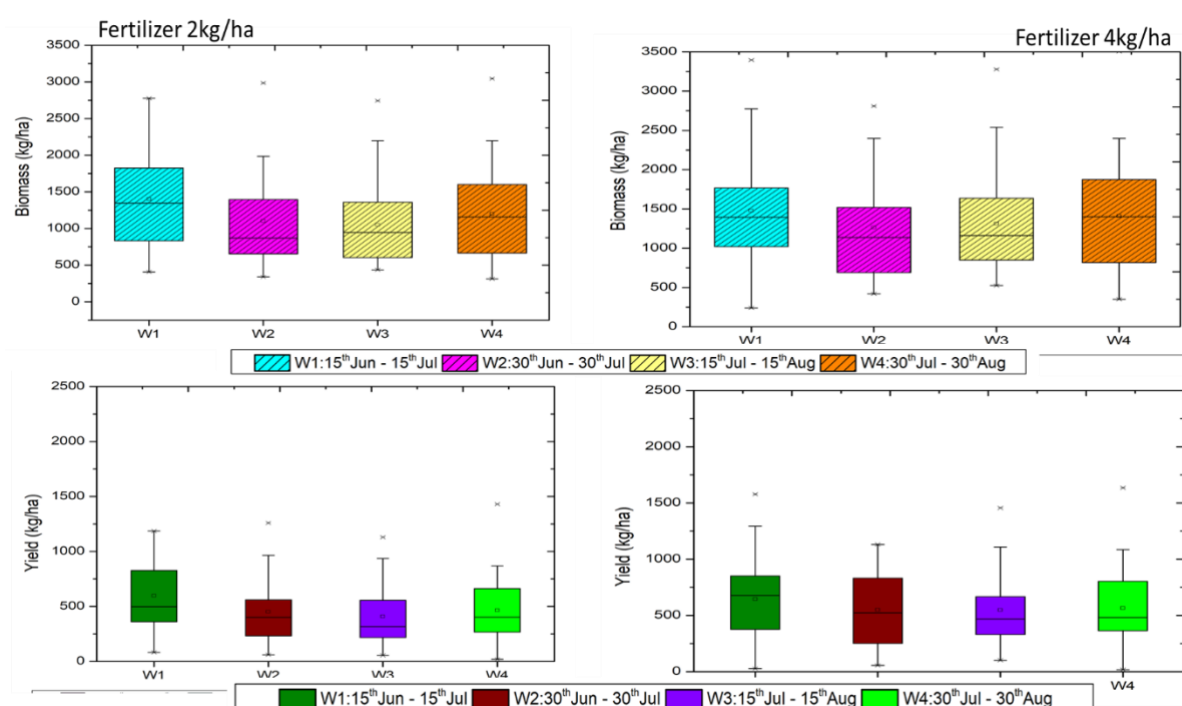 Fertilizer 2kg/ha
Fertilizer 4kg/ha
Biomass (kg/ha)
3500
3000
2500
2000
1500
1000
500
0
W1 W2 W3 W4
Biomass (kg/ha)
3500
3000
2500
2000
1500
1000
500
0
W1 W2 W3 W4
W1:15thJun - 15thJul W2:30thJun - 30thJul W3:15thJul - 15thAug W4:30thJul - 30thAug
Yield (kg/ha)
2500
2000
1500
1000
500
0
W1 W2 W3 W4
Yield (kg/ha)
2500
2000
1500
1000
500
0
W4
W1:15thJun - 15thJul W2:30thJun - 30thJul W3:15thJul - 15thAug W4:30thJul - 30thAug